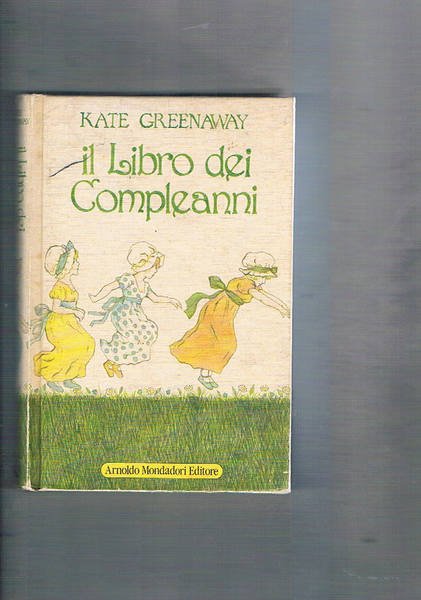 KATE GREENAWAY
il Libro dei
Compleanni
Arnoldo Mondadori Editore